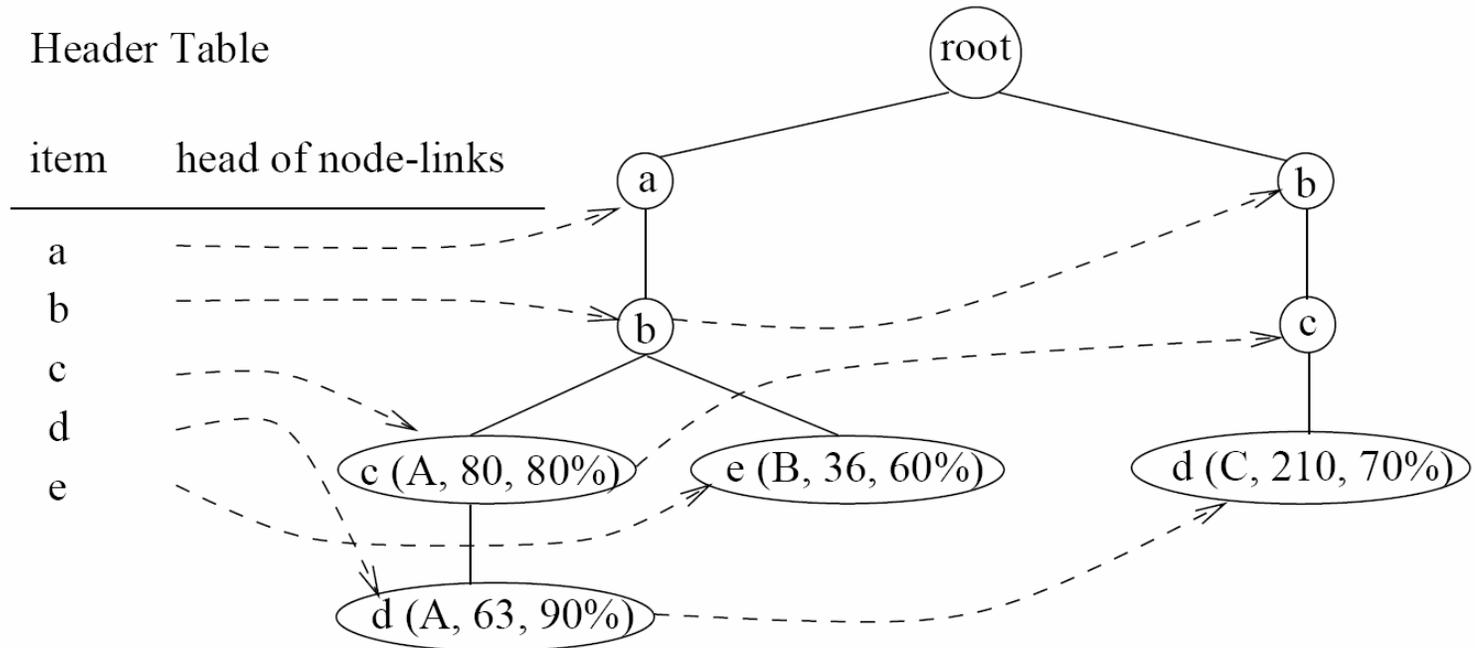 Header Table
root
item head of node-links
a
b
a
b
b
c
c
d
e
c (A, 80, 80%)
e (B, 36, 60%)
d (C, 210, 70%)
d (A, 63, 90%)